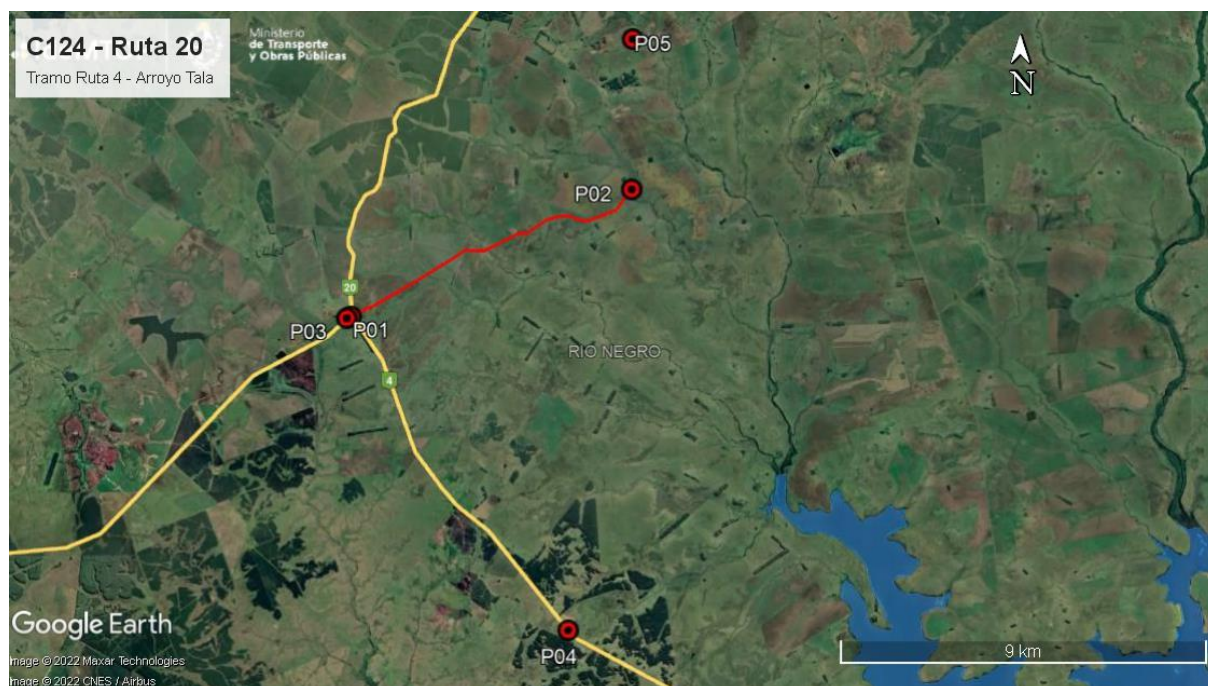 C124 - Ruta 20
Tramo Ruta 4 - Arroyo Tala
Ministerio
de Transporte
y Obras Públicas
N
P05
P02
20
P03
P01
RIO NEGRO
4
P04
9 km
Google Earth
Image © 2022 Maxar Technologies
Image © 2022 CNES / Airbus